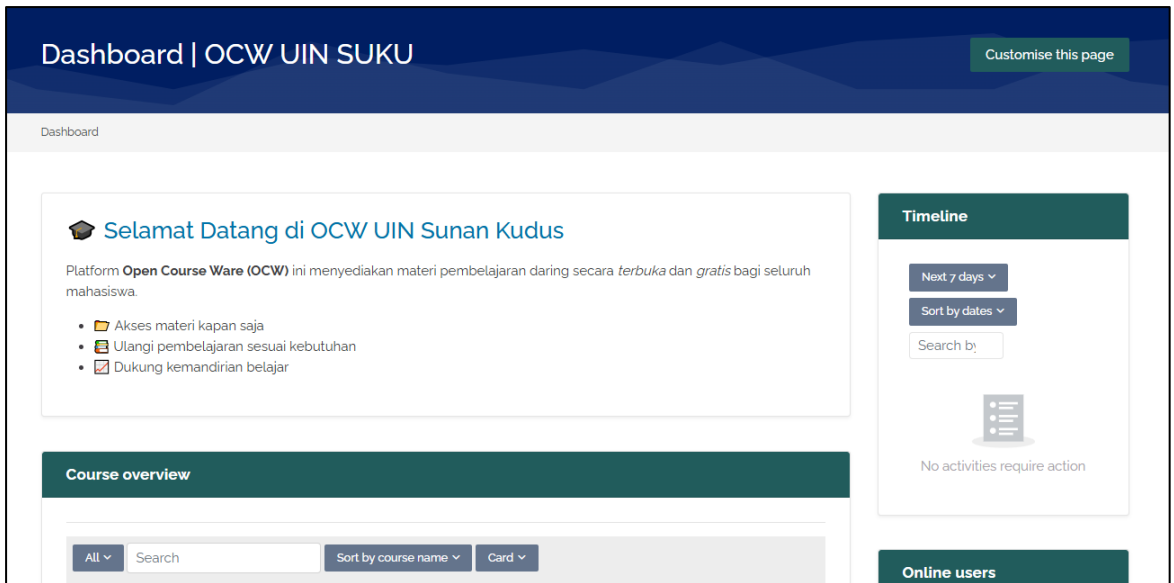 Dashboard | OCW UIN SUKU
Customise this page
Dashboard
Selamat Datang di OCW UIN Sunan Kudus
Platform Open Course Ware (OCW) ini menyediakan materi pembelajaran daring secara terbuka dan gratis bagi seluruh
mahasiswa.
Akses materi kapan saja
Ulangi pembelajaran sesuai kebutuhan
Dukung kemandirian belajar
Course overview
All
Search
Sort by course name
Card
Timeline
Next 7 days
Sort by dates
Search by
No activities require action
Online users